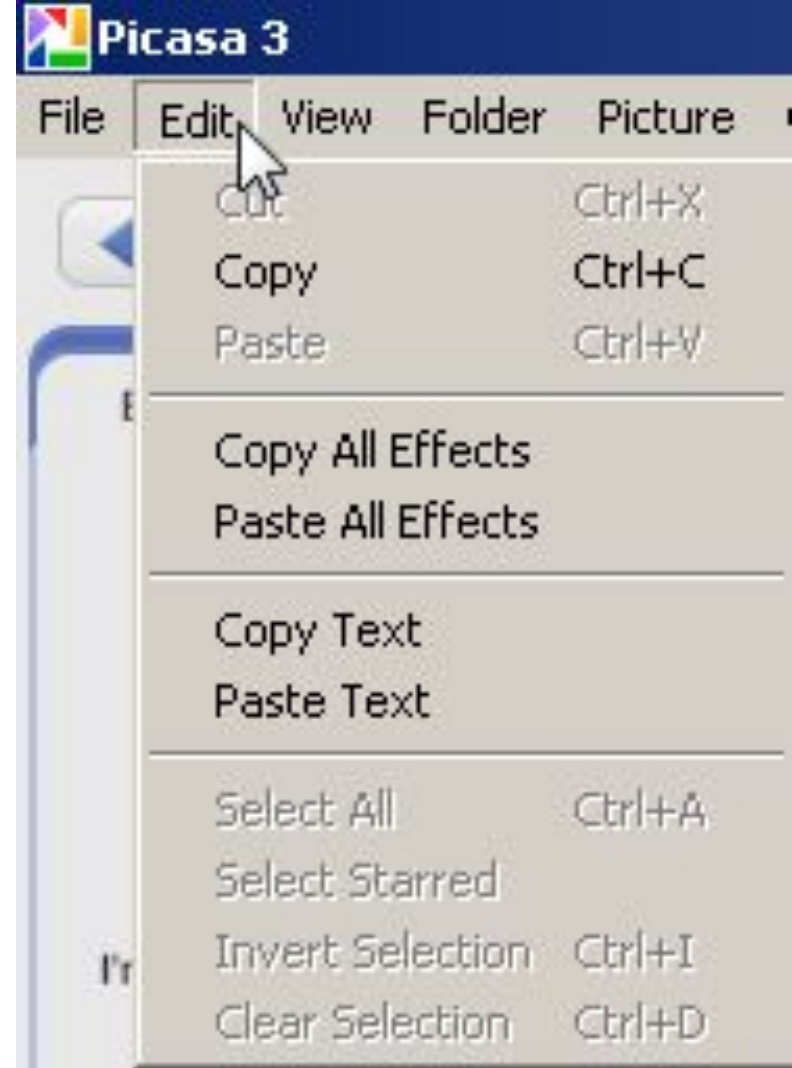 Picasa 3
File Edit View Folder Picture
Cut Ctrl+X
Copy Ctrl+C
Paste Ctrl+V
Copy All Effects
Paste All Effects
Copy Text
Paste Text
Select All Ctrl+A
Select Starred
Invert Selection Ctrl+I
Clear Selection Ctrl+D